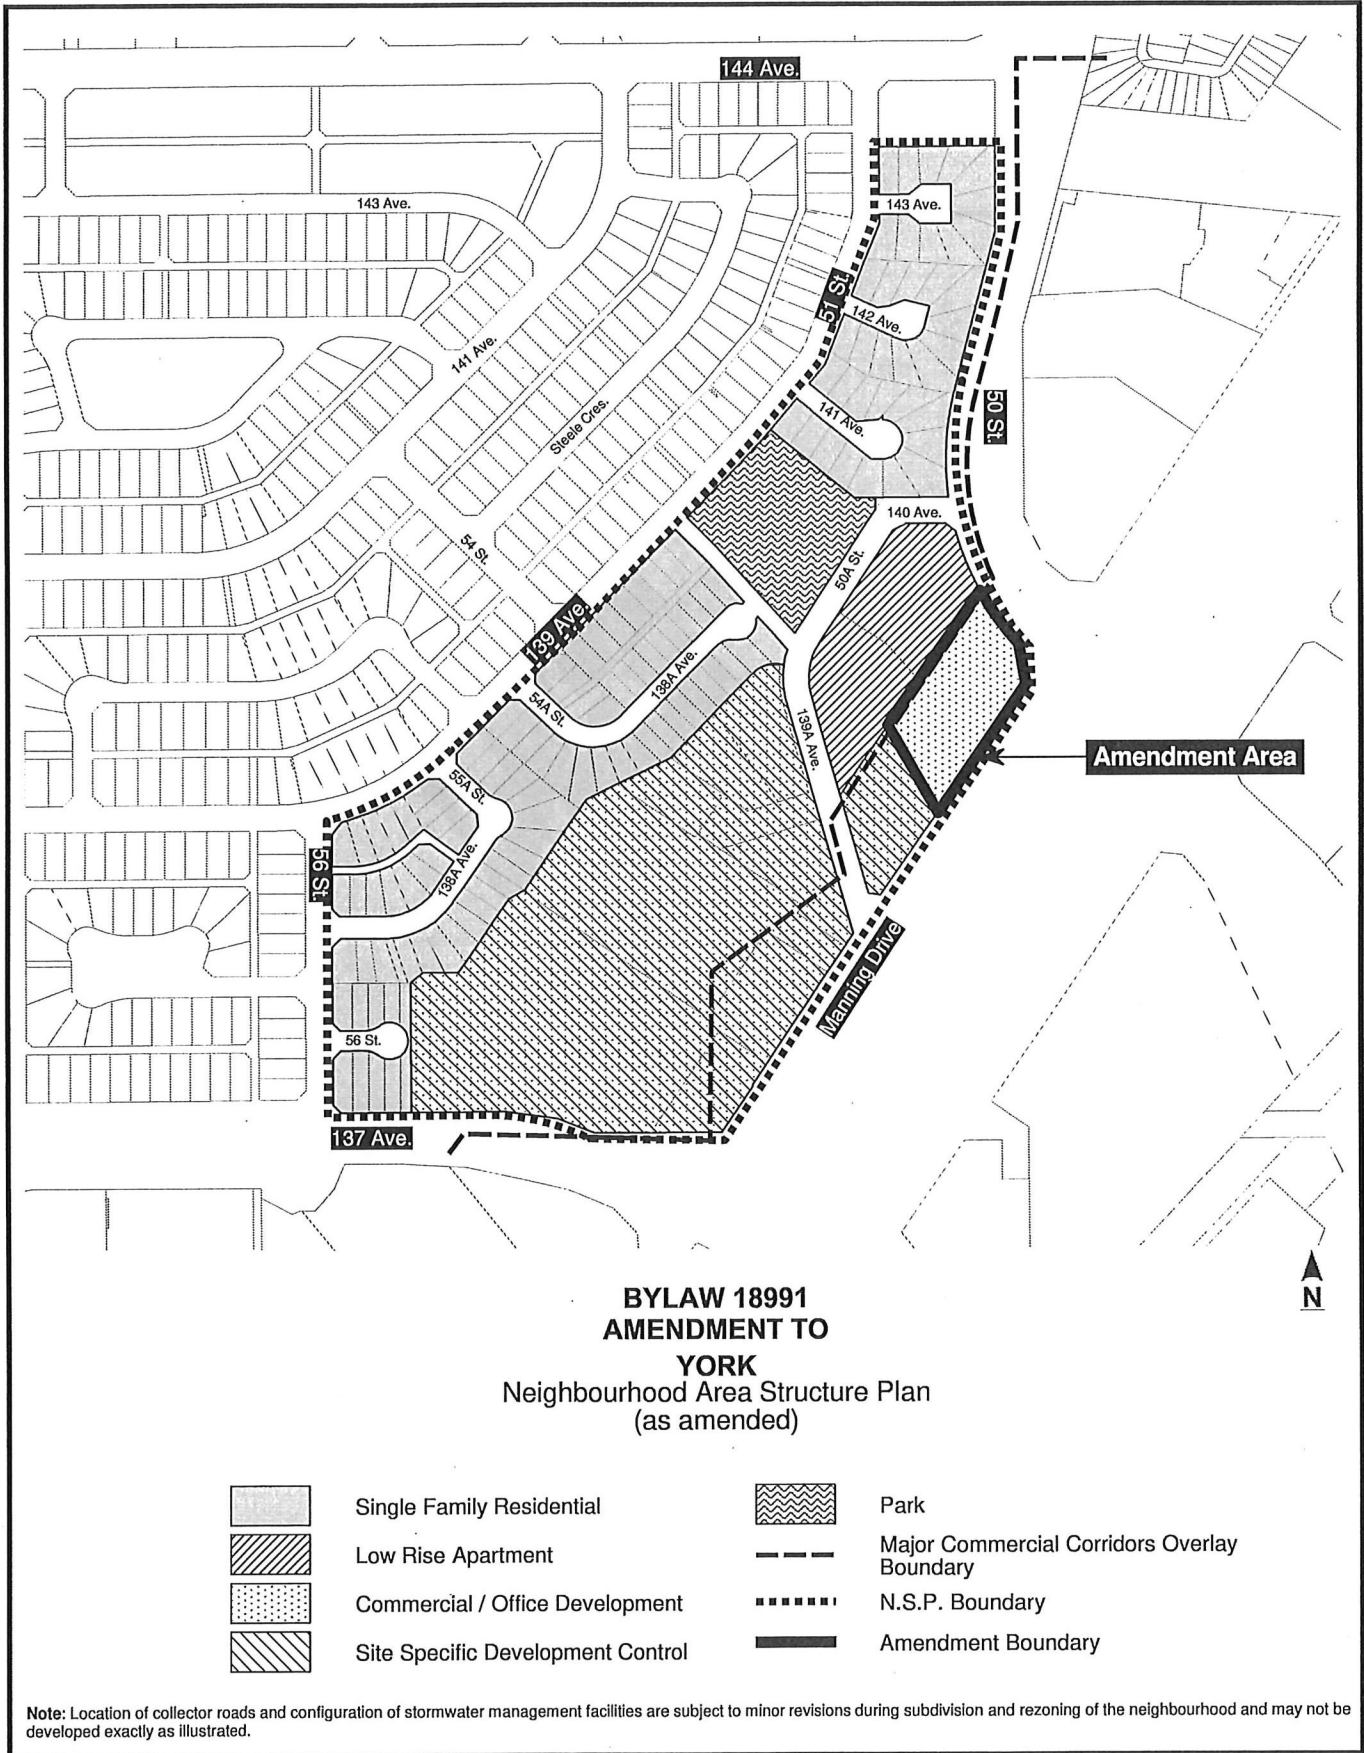 144 Ave.
143 Ave.
143 Ave.
51 St.
142 Ave.
141 Ave.
Steele Cres.
141 Ave.
50 St.
140 Ave.
54 St.
50A St.
139 Ave.
138A Ave.
54A St.
139A Ave.
Amendment Area
55A St.
56 St.
138A Ave.
Manning Drive
56 St.
137 Ave.
N
BYLAW 18991
AMENDMENT TO
YORK
Neighbourhood Area Structure Plan
(as amended)
Single Family Residential
Low Rise Apartment
Commercial / Office Development
Site Specific Development Control
Park
Major Commercial Corridors Overlay
Boundary
N.S.P. Boundary
Amendment Boundary
Note: Location of collector roads and configuration of stormwater management facilities are subject to minor revisions during subdivision and rezoning of the neighbourhood and may not be
developed exactly as illustrated.